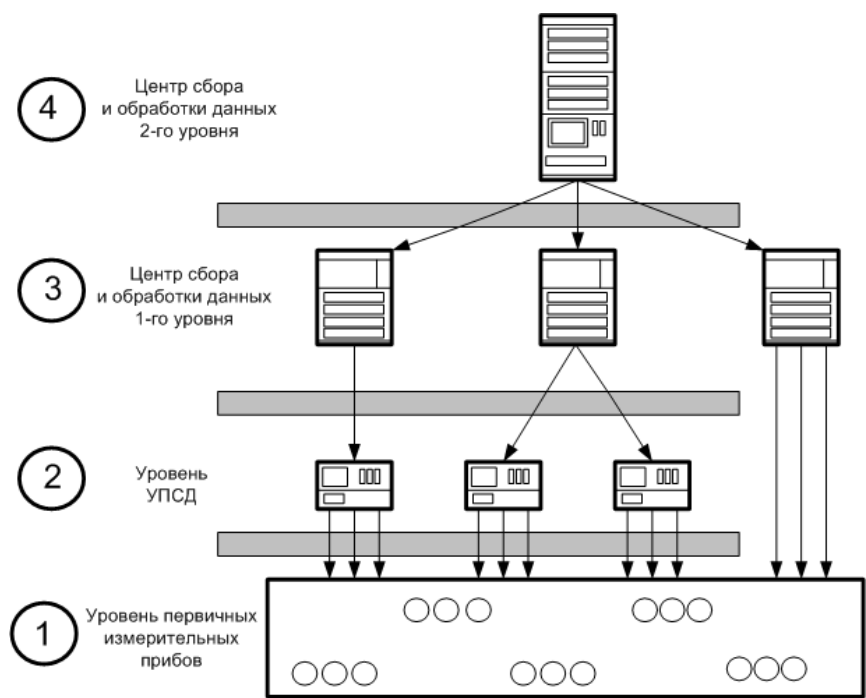 4
Центр сбора
и обработки данных
2-го уровня
3
Центр сбора
и обработки данных
1-го уровня
2
Уровень
УПСД
1
Уровень первичных
измерительных
прибов